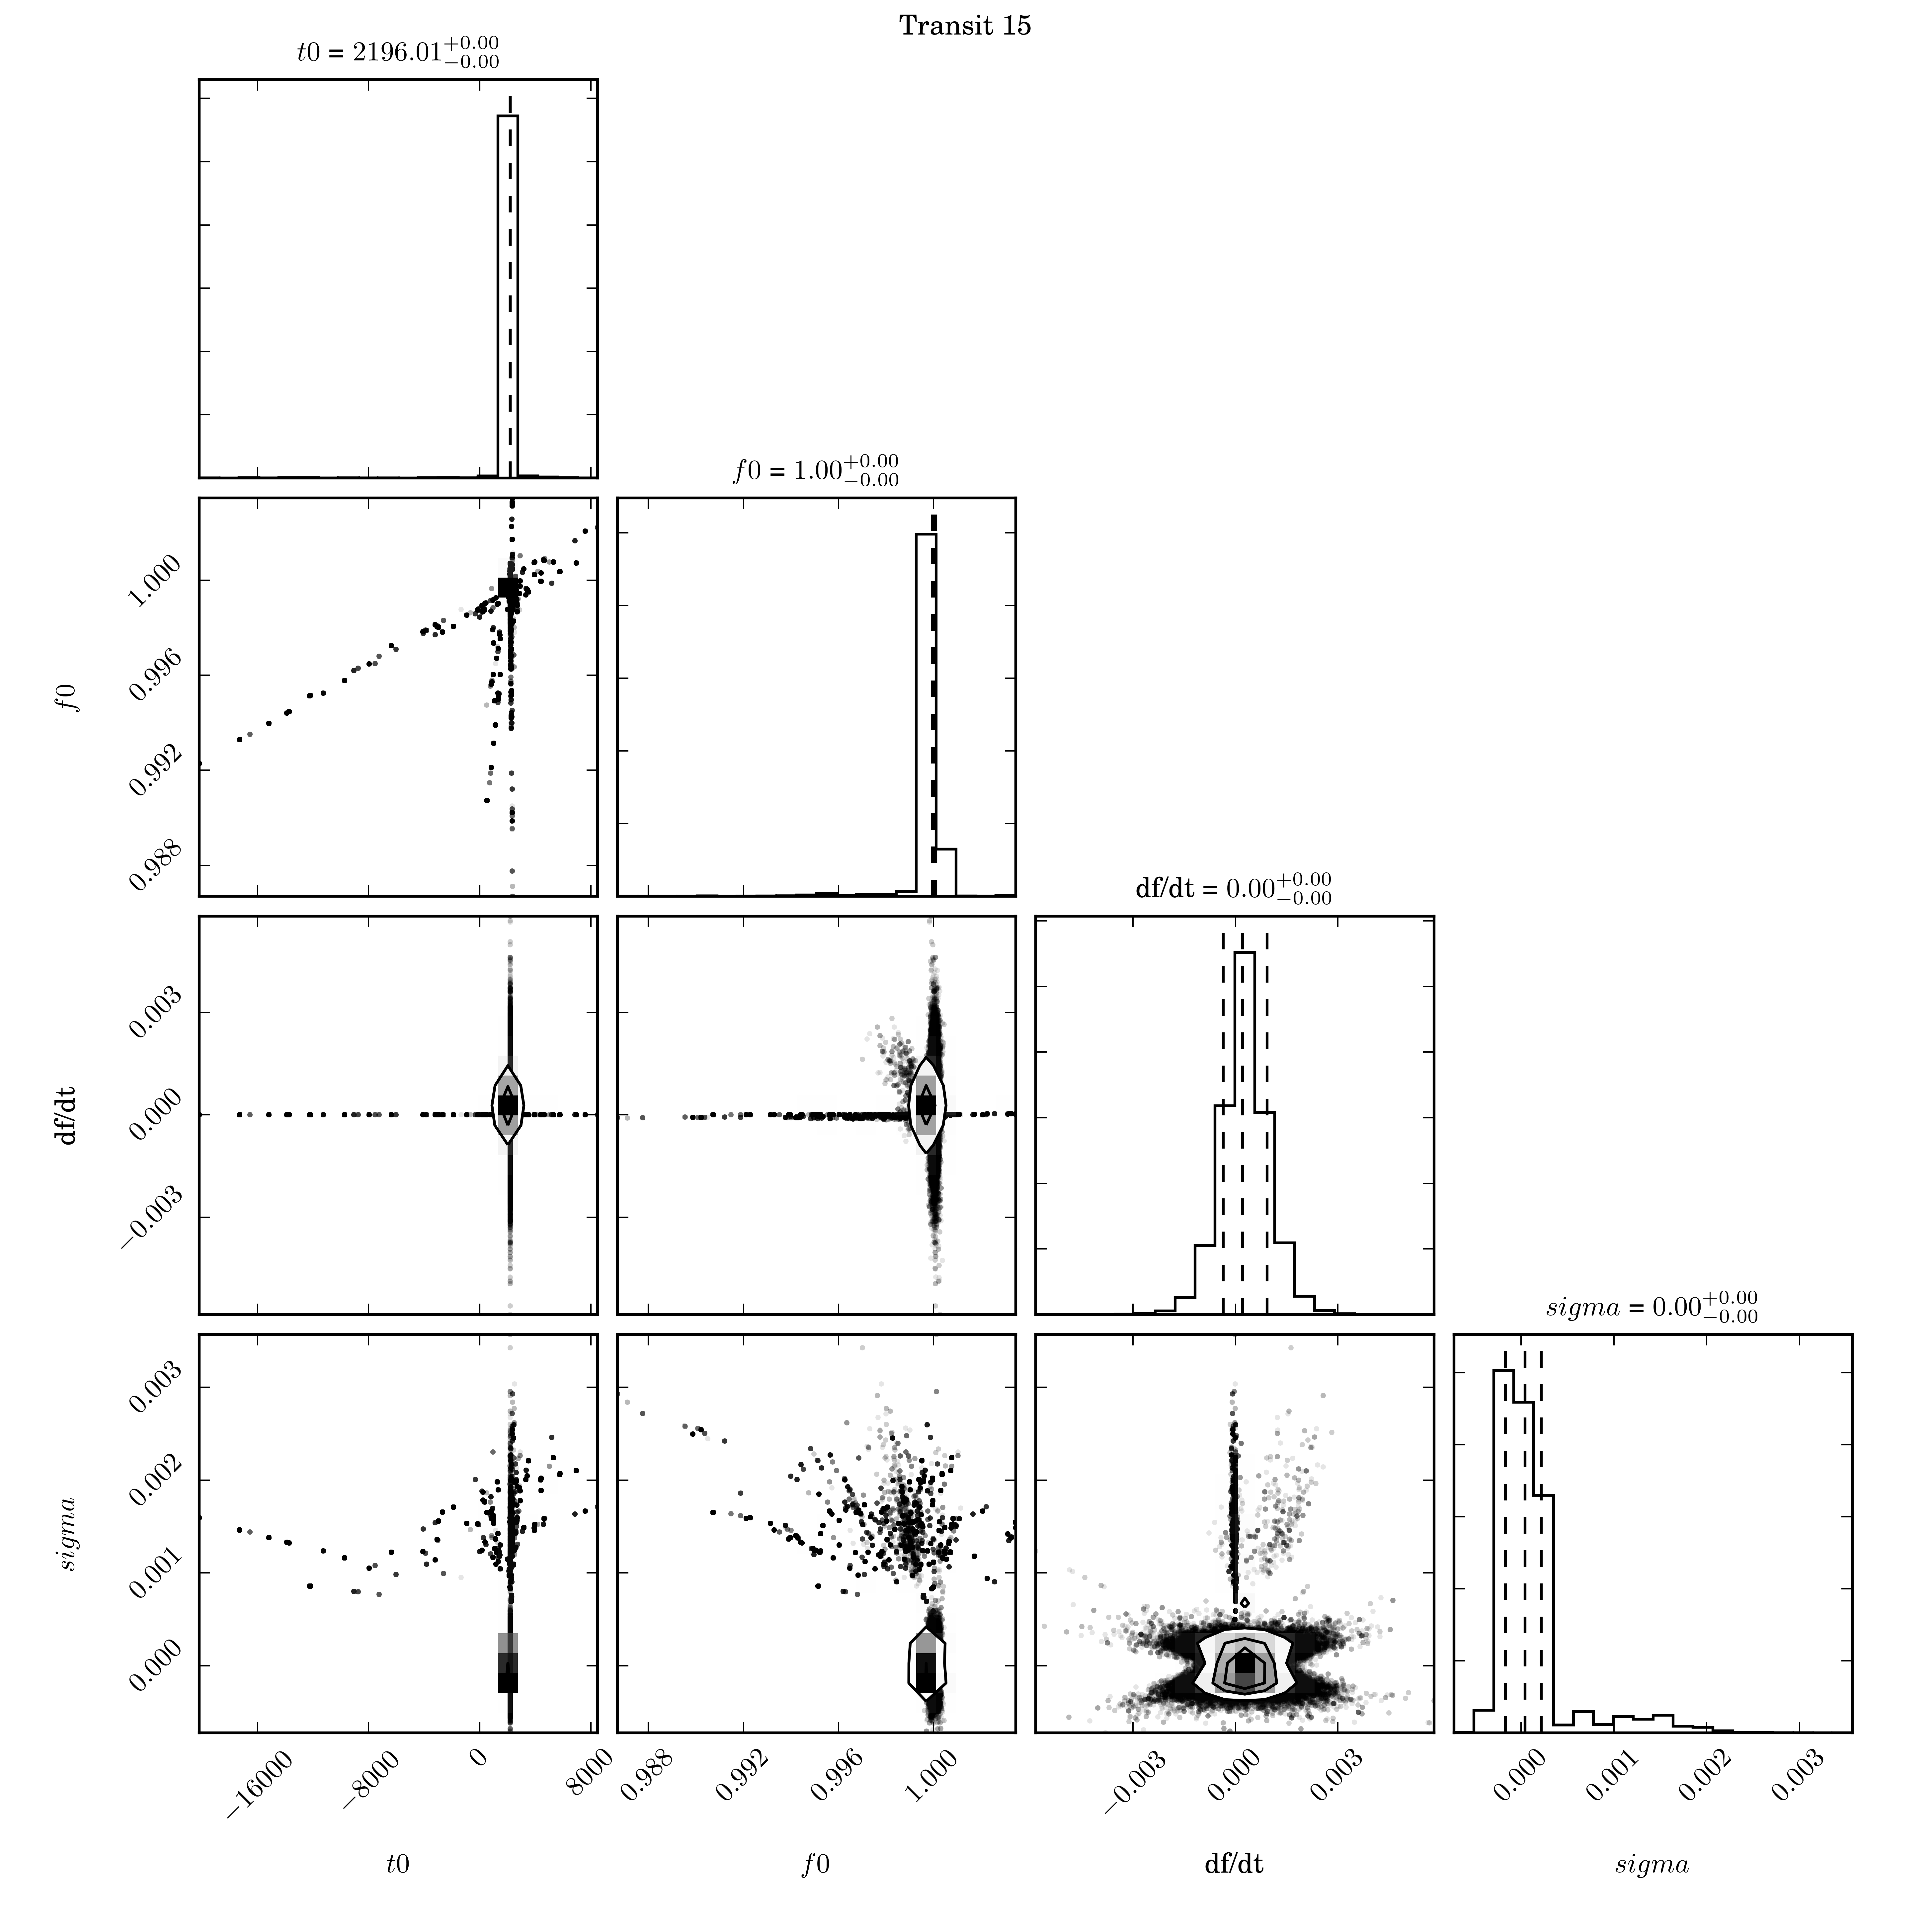 Transit 15
t0 = 2196.01+0.00−0.00
f0 = 1.00+0.00−0.00
1.000
0.996
0.992
0.988
f0
df/dt = 0.00+0.00−0.00
0.003
0.000
−0.003
df/dt
sigma = 0.00+0.00−0.00
0.003
0.002
0.001
0.000
sigma
−16000 −8000 0 8000 0.988 0.992 0.996 1.000 −0.003 0.000 0.003 0.000 0.001 0.002 0.003
t0 f0 df/dt sigma